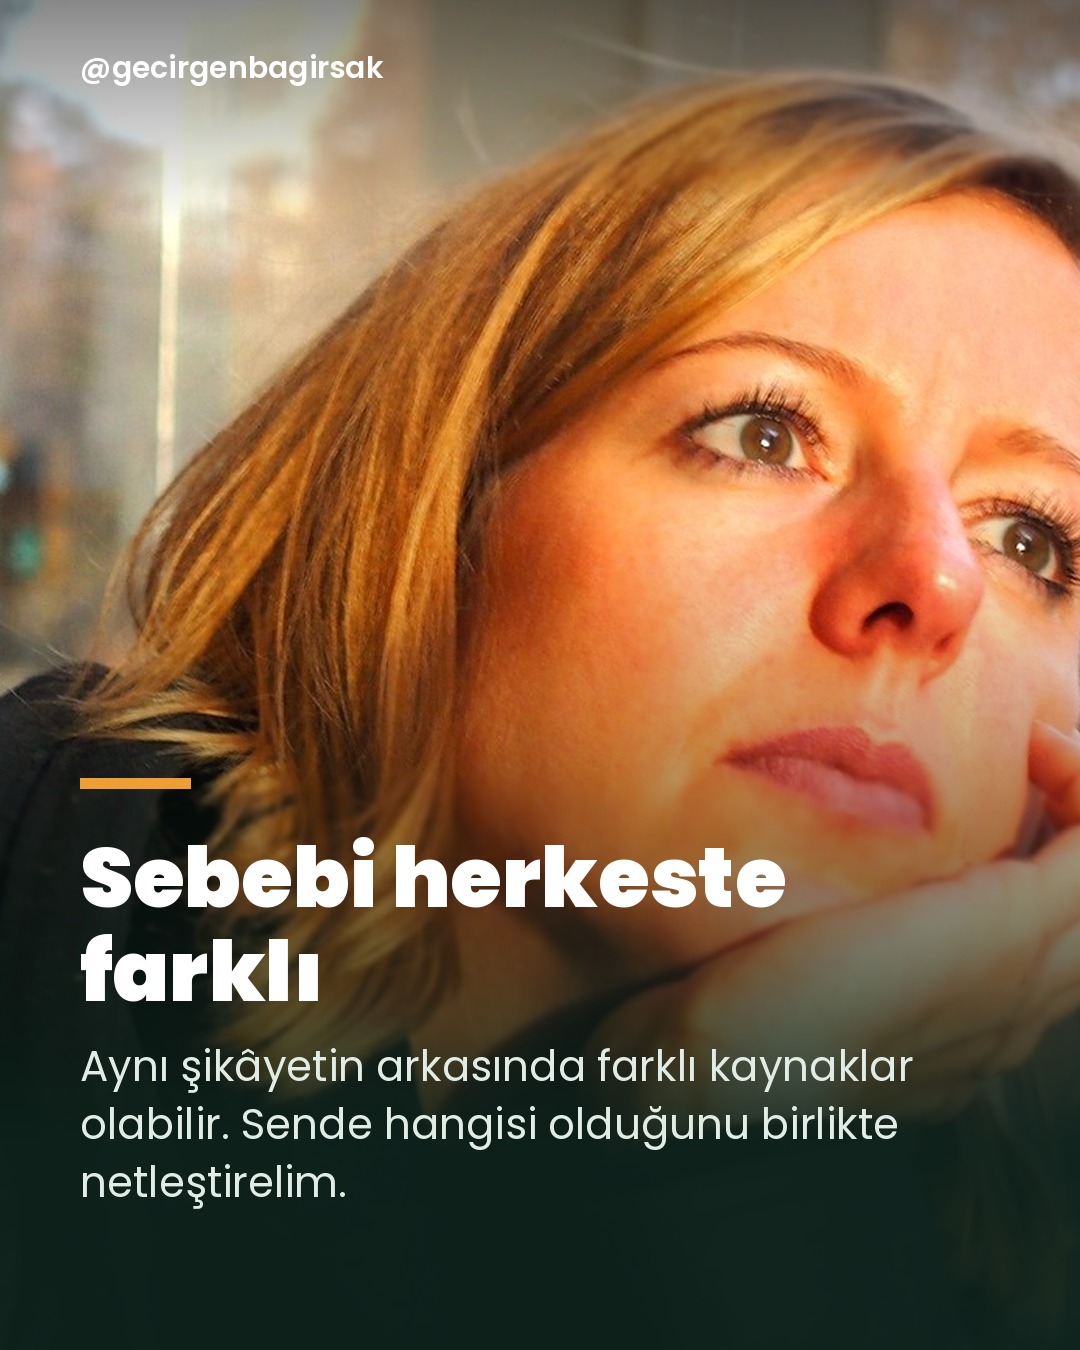 @gecirgenbagirsak
Sebebi herkeste
farklı
Aynı şikâyetin arkasında farklı kaynaklar
olabilir. Sende hangisi olduğunu birlikte
netleştirelim.